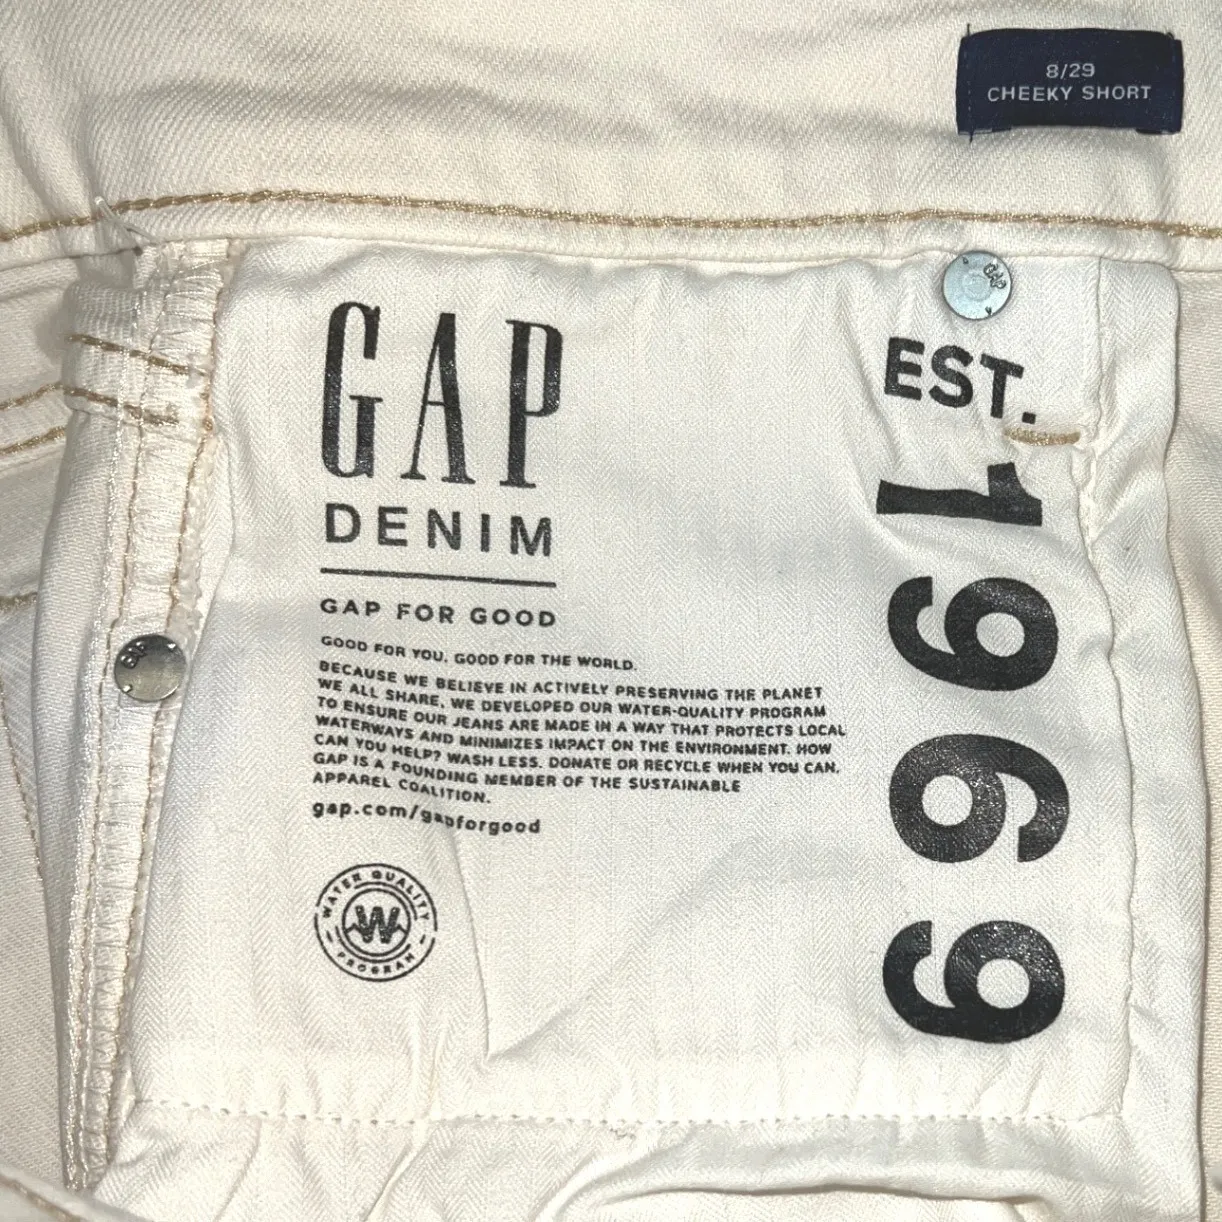 8/29
CHEEKY SHORT
GAP
GAP
DENIM
GAP FOR GOOD
GOOD FOR YOU. GOOD FOR THE WORLD.
BECAUSE WE BELIEVE IN ACTIVELY PRESERVING THE PLANET
WE ALL SHARE, WE DEVELOPED OUR WATER-QUALITY PROGRAM
TO ENSURE OUR JEANS ARE MADE IN A WAY THAT PROTECTS LOCAL
WATERWAYS AND MINIMIZES IMPACT ON THE ENVIRONMENT. HOW
CAN YOU HELP? WASH LESS. DONATE OR RECYCLE WHEN YOU CAN.
GAP IS A FOUNDING MEMBER OF THE SUSTAINABLE
APPAREL COALITION.
gap.com/gapforgood
WATER QUALITY
W
PROGRAM
EST.
1969
GAP